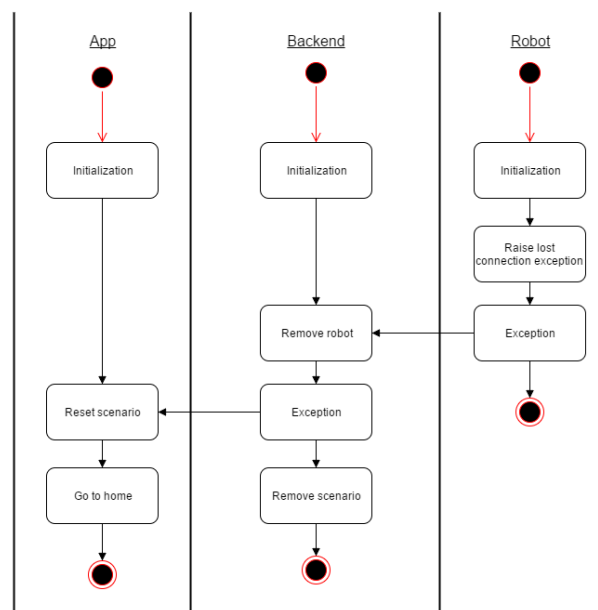 App
Backend
Robot
Initialization
Initialization
Initialization
Raise lost
connection exception
Remove robot
Exception
Reset scenario
Exception
Go to home
Remove scenario